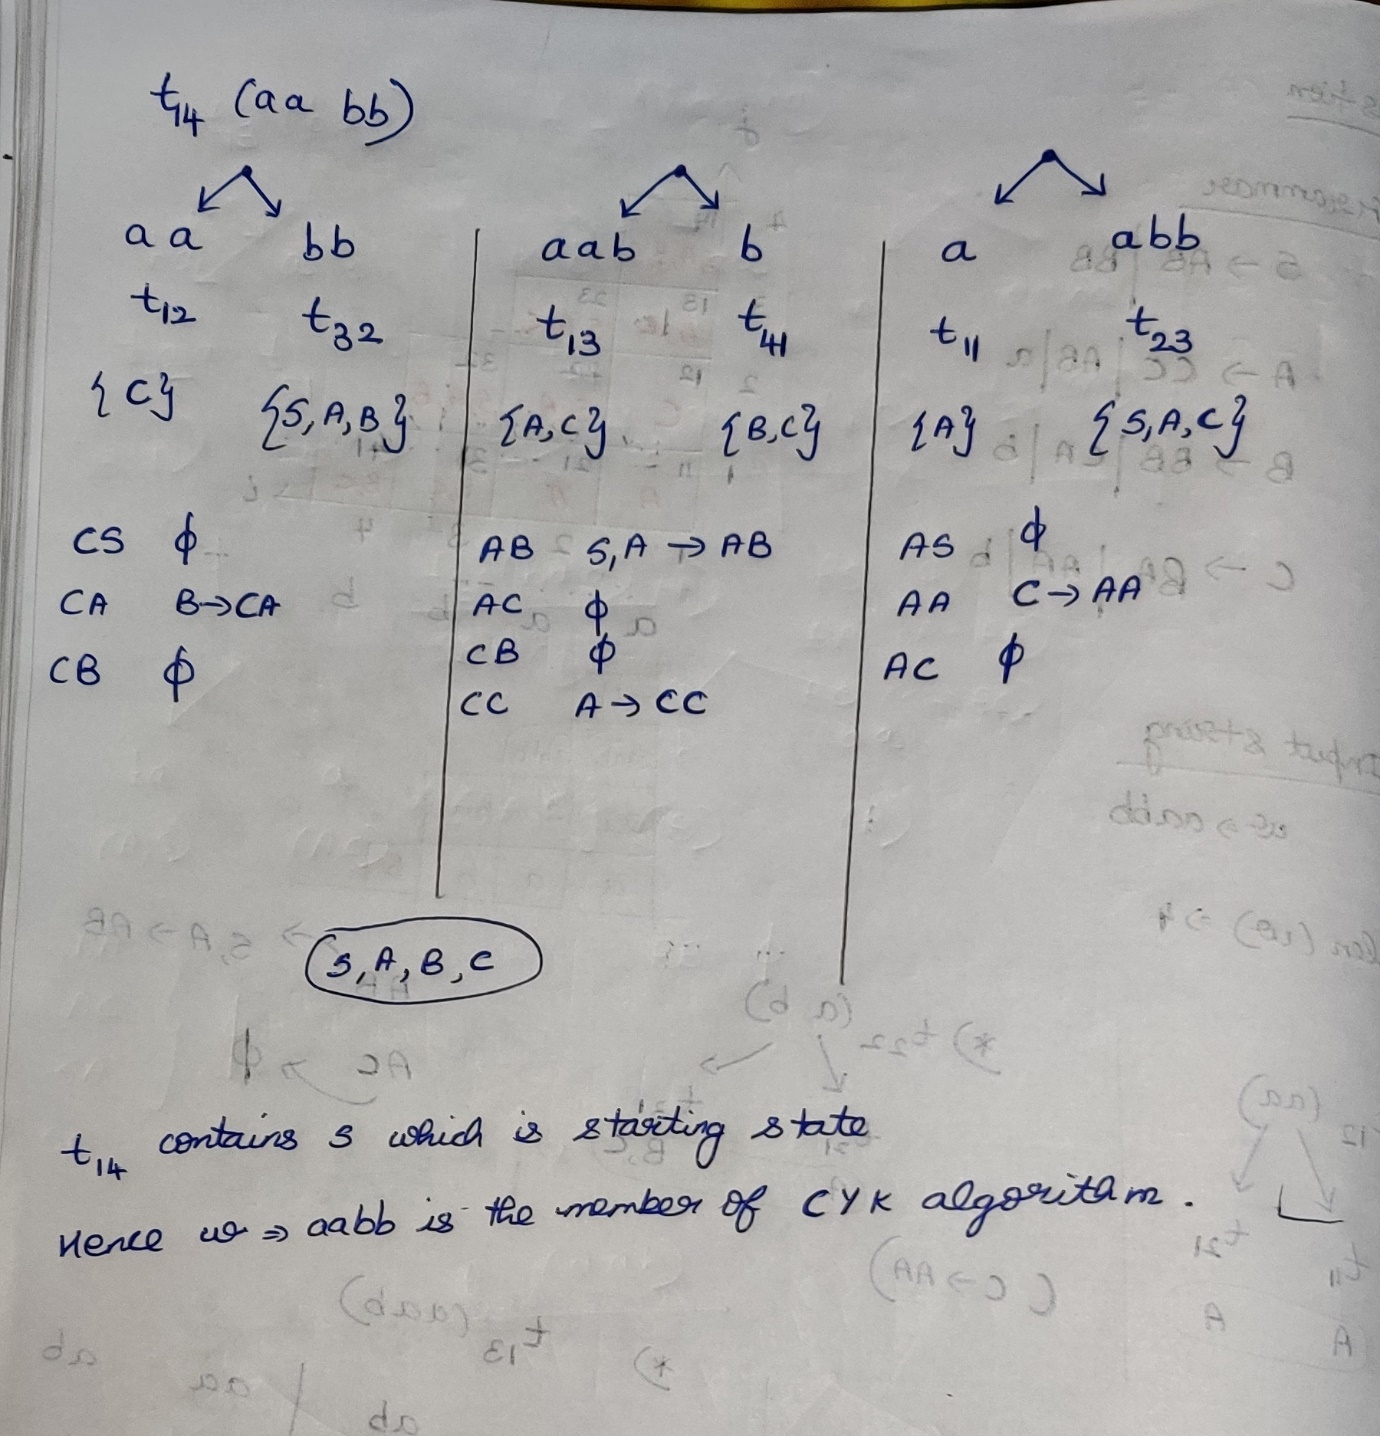 t14 (aa bb)
aa bb
t12 t32
{C} {S,A,B}
CS ϕ
CA B→CA
CB ϕ
aab b
t13 t41
{A,C} {B,C}
AB S,A → AB
AC ϕ
CB ϕ
CC A → CC
a abb
t11 t23
{A} {S,A,C}
AS ϕ
AA C→AA
AC ϕ
S,A,B,C
t14 contains S which is starting state
Hence w ⇒ aabb is the member of CYK algorithm.